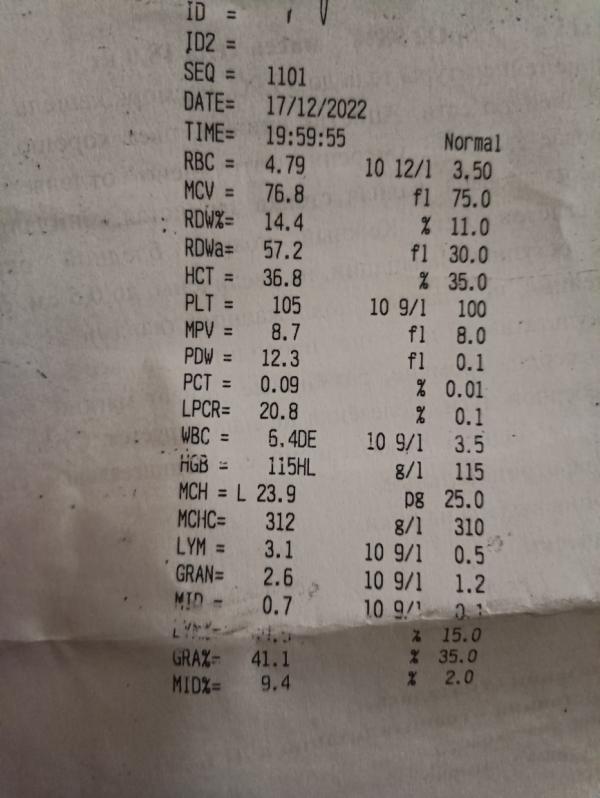 ID =
ID2 =
SEQ = 1101
DATE= 17/12/2022
TIME= 19:59:55 Normal
RBC = 4.79 10 12/l 3.50
MCV = 76.8 fl 75.0
RDW%= 14.4 % 11.0
RDWa= 57.2 fl 30.0
HCT = 36.8 % 35.0
PLT = 105 10 9/l 100
MPV = 8.7 fl 8.0
PDW = 12.3 fl 0.1
PCT = 0.09 % 0.01
LPCR= 20.8 % 0.1
WBC = 6.4DE 10 9/l 3.5
HGB = 115HL g/l 115
MCH = L 23.9 pg 25.0
MCHC= 312 g/l 310
LYM = 3.1 10 9/l 0.5
GRAN= 2.6 10 9/l 1.2
MID = 0.7 10 9/l 0.1
% 15.0
GRA%= 41.1 % 35.0
MID%= 9.4 % 2.0